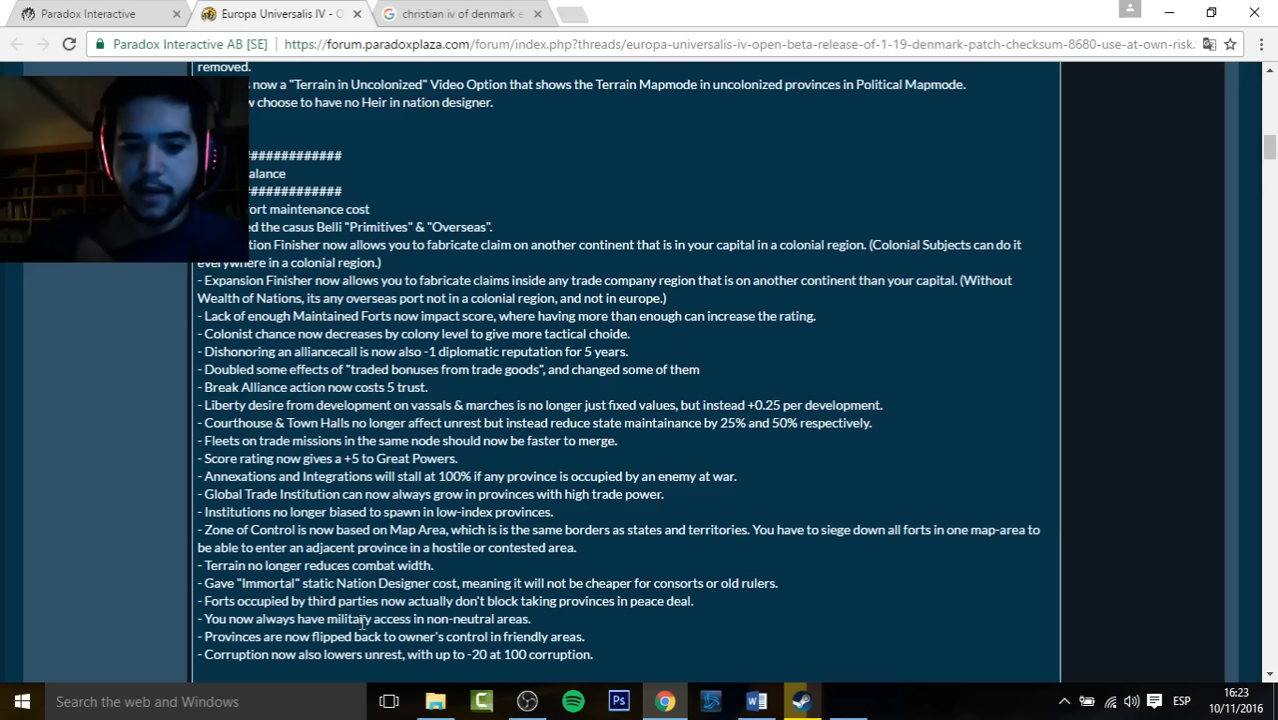 Paradox Interactive
Europa Universalis IV - O
christian iv of denmark e
Paradox Interactive AB [SE]
https://forum.paradoxplaza.com/forum/index.php?threads/europa-universalis-iv-open-beta-release-of-1-19-denmark-patch-checksum-8680-use-at-own-risk.
removed.
now a "Terrain in Uncolonized" Video Option that shows the Terrain Mapmode in uncolonized provinces in Political Mapmode.
choose to have no Heir in nation designer.
#############
alance
#############
fort maintenance cost
the casus Belli "Primitives" & "Overseas".
Finisher now allows you to fabricate claim on another continent that is in your capital in a colonial region. (Colonial Subjects can do it
everywhere in a colonial region.)
- Expansion Finisher now allows you to fabricate claims inside any trade company region that is on another continent than your capital. (Without
Wealth of Nations, its any overseas port not in a colonial region, and not in europe.)
- Lack of enough Maintained Forts now impact score, where having more than enough can increase the rating.
- Colonist chance now decreases by colony level to give more tactical choide.
- Dishonoring an alliancecall is now also -1 diplomatic reputation for 5 years.
- Doubled some effects of "traded bonuses from trade goods", and changed some of them
- Break Alliance action now costs 5 trust.
- Liberty desire from development on vassals & marches is no longer just fixed values, but instead +0.25 per development.
- Courthouse & Town Halls no longer affect unrest but instead reduce state maintainance by 25% and 50% respectively.
- Fleets on trade missions in the same node should now be faster to merge.
- Score rating now gives a +5 to Great Powers.
- Annexations and Integrations will stall at 100% if any province is occupied by an enemy at war.
- Global Trade Institution can now always grow in provinces with high trade power.
- Institutions no longer biased to spawn in low-index provinces.
- Zone of Control is now based on Map Area, which is is the same borders as states and territories. You have to siege down all forts in one map-area to
be able to enter an adjacent province in a hostile or contested area.
- Terrain no longer reduces combat width.
- Gave "Immortal" static Nation Designer cost, meaning it will not be cheaper for consorts or old rulers.
- Forts occupied by third parties now actually don't block taking provinces in peace deal.
- You now always have military access in non-neutral areas.
- Provinces are now flipped back to owner's control in friendly areas.
- Corruption now also lowers unrest, with up to -20 at 100 corruption.
Search the web and Windows
ESP
16:23
10/11/2016